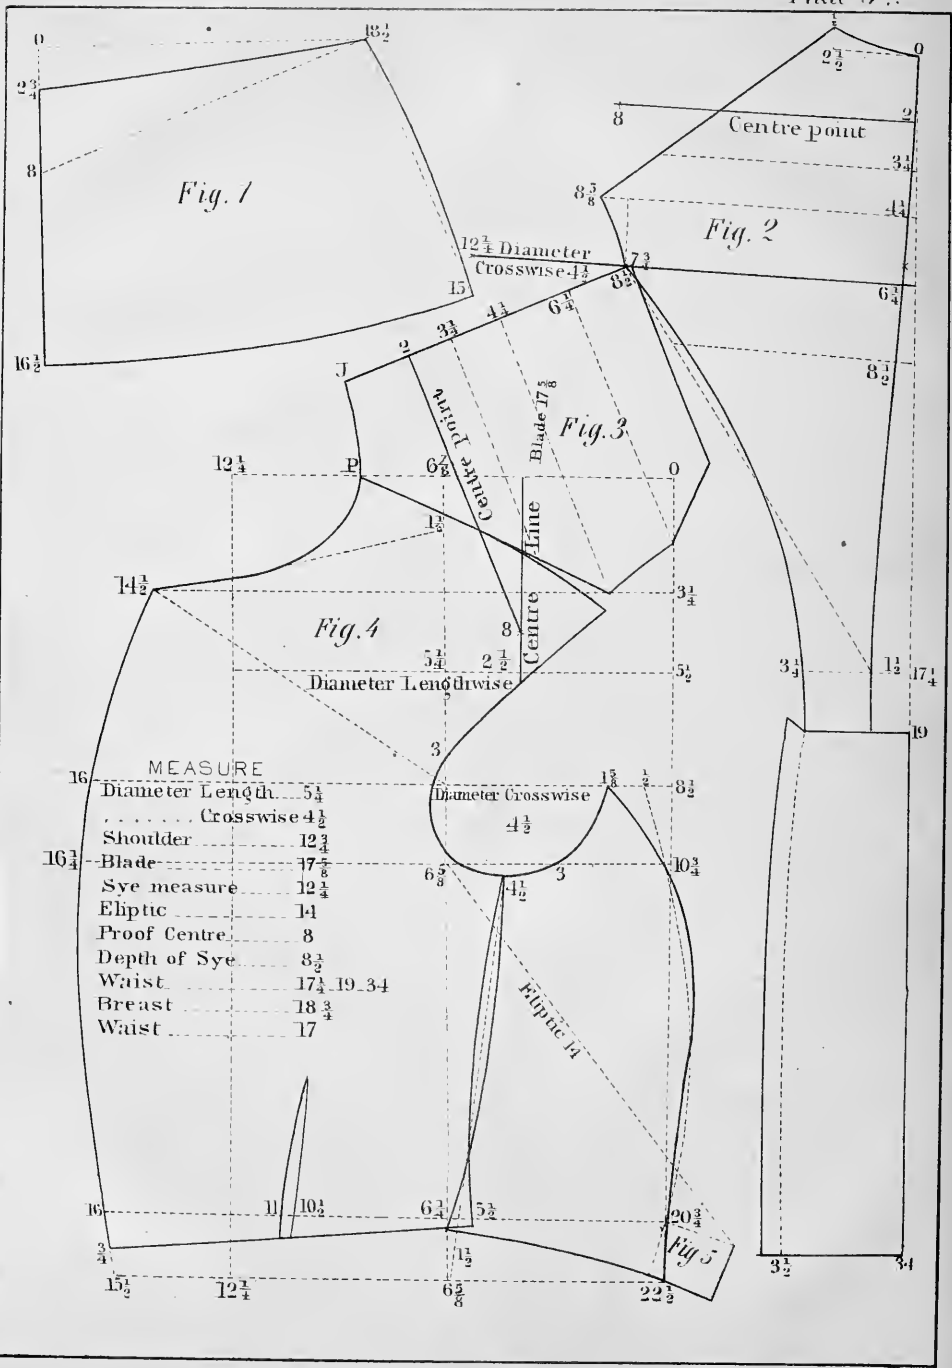 0
18½
½
0
2½
2¾
8
2
Centre point
8
3¼
Fig. 1
8⅝
4¼
Fig. 2
12¼ Diameter
7¾
Crosswise 4½
8½
15
6¼
6¼
4¼
3¼
16½
2
8½
J
Blade 17⅝
Centre Point
Fig. 3
12¼
P
6⅞
0
1½
Line
14½
3¼
Fig. 4
8
Centre
5¼
2½
5½
3¼
1½
17¼
Diameter Lengthwise
19
3
MEASURE
16
1⅝
½
8½
Diameter Length 5¼
Diameter Crosswise
....... Crosswise 4½
4½
Shoulder 12¾
16¼
Blade 17⅝
6⅝
3
10¾
Sye measure 12¼
4½
Eliptic 14
Proof Centre 8
Depth of Sye 8½
Waist 17¼ 19 34
Breast 18¾
Waist 17
Eliptic 14
16
11
10½
6¼
5½
20¾
¾
1½
Fig 5
15½
12¼
6⅝
22½
3½
34